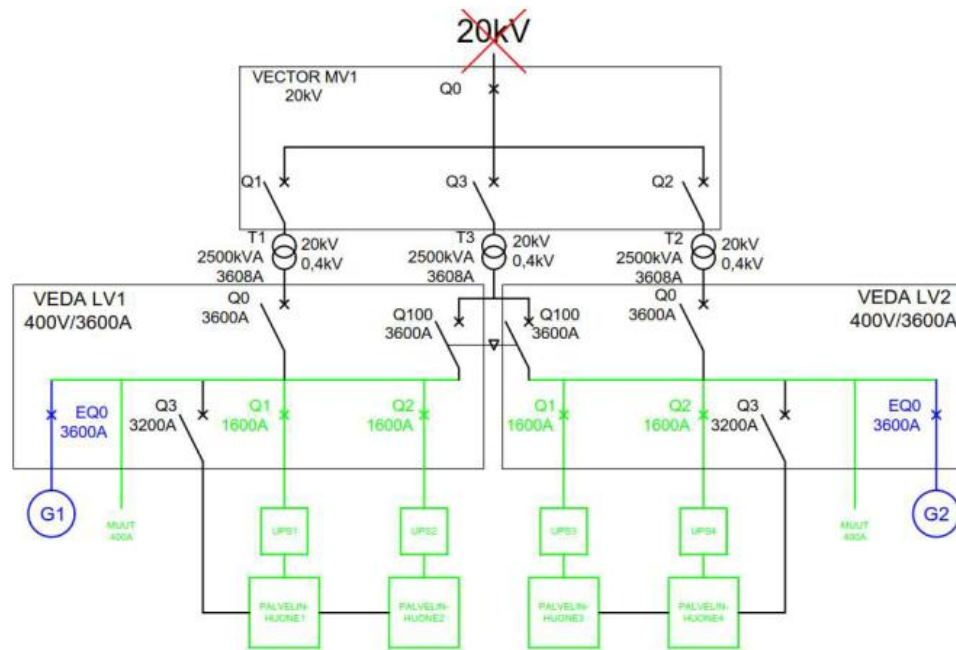 20kV
VECTOR MV1
20kV
Q0
Q1
Q3
Q2
T1
2500kVA
3608A
20kV
0,4kV
T3
2500kVA
3608A
20kV
0,4kV
T2
2500kVA
3608A
20kV
0,4kV
VEDA LV1
400V/3600A
Q0
3600A
Q100
3600A
Q100
3600A
Q0
3600A
VEDA LV2
400V/3600A
EQ0
3600A
Q3
3200A
Q1
1600A
Q2
1600A
Q1
1600A
Q2
1600A
Q3
3200A
EQ0
3600A
G1
MUUT
400A
UPS1
UPS2
UPS3
UPS4
MUUT
400A
G2
PALVELIN-
HUONE1
PALVELIN-
HUONE2
PALVELIN-
HUONE3
PALVELIN-
HUONE4